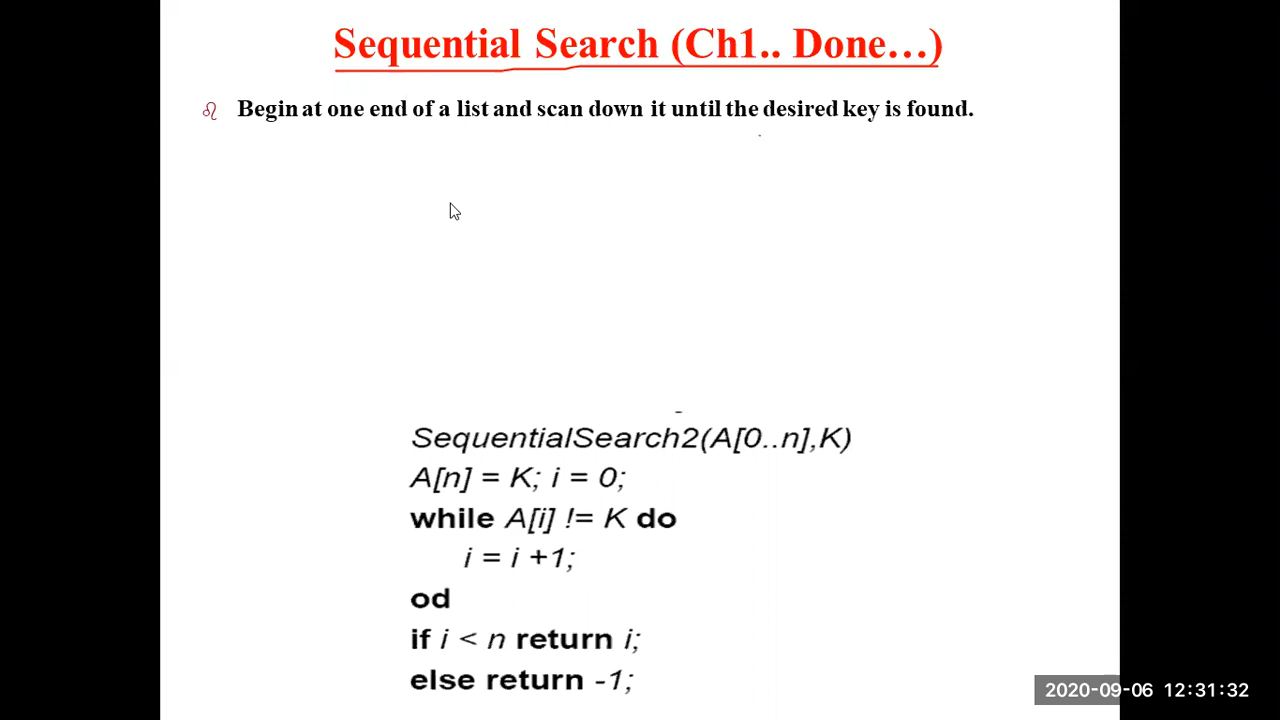 Sequential Search (Ch1.. Done…)
Begin at one end of a list and scan down it until the desired key is found.
SequentialSearch2(A[0..n],K)
A[n] = K; i = 0;
while A[i] != K do
i = i +1;
od
if i < n return i;
else return -1;
2020-09-06 12:31:32